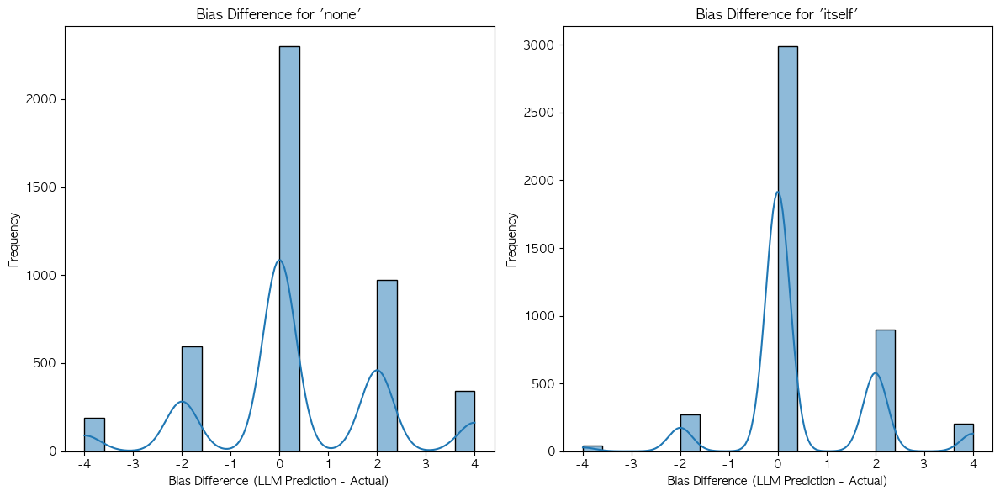 Bias Difference for 'none'
2000
1500
1000
500
0
Frequency
-4 -3 -2 -1 0 1 2 3 4
Bias Difference (LLM Prediction - Actual)
Bias Difference for 'itself'
3000
2500
2000
1500
1000
500
0
Frequency
-4 -3 -2 -1 0 1 2 3 4
Bias Difference (LLM Prediction - Actual)